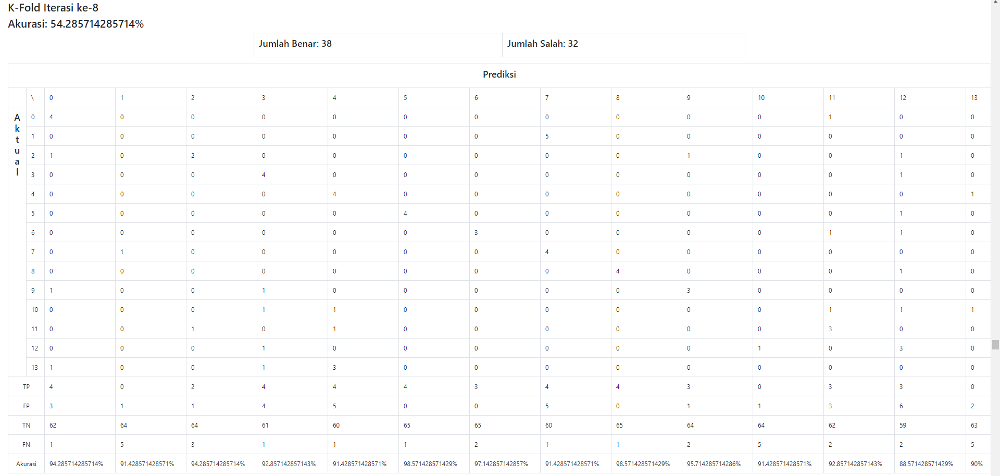 K-Fold Iterasi ke-8
Akurasi: 54.285714285714%
Jumlah Benar: 38 Jumlah Salah: 32
Prediksi
\ 0 1 2 3 4 5 6 7 8 9 10 11 12 13
Aktual
0 4 0 0 0 0 0 0 0 0 0 0 1 0 0
1 0 0 0 0 0 0 0 5 0 0 0 0 0 0
2 1 0 2 0 0 0 0 0 0 1 0 0 1 0
3 0 0 0 4 0 0 0 0 0 0 0 0 1 0
4 0 0 0 0 4 0 0 0 0 0 0 0 0 1
5 0 0 0 0 0 4 0 0 0 0 0 0 1 0
6 0 0 0 0 0 0 3 0 0 0 0 1 1 0
7 0 1 0 0 0 0 0 4 0 0 0 0 0 0
8 0 0 0 0 0 0 0 0 4 0 0 0 1 0
9 1 0 0 1 0 0 0 0 0 3 0 0 0 0
10 0 0 0 1 1 0 0 0 0 0 0 1 1 1
11 0 0 1 0 1 0 0 0 0 0 0 3 0 0
12 0 0 0 1 0 0 0 0 0 0 1 0 3 0
13 1 0 0 1 3 0 0 0 0 0 0 0 0 0
TP 4 0 2 4 4 4 3 4 4 3 0 3 3 0
FP 3 1 1 4 5 0 0 5 0 1 1 3 6 2
TN 62 64 64 61 60 65 65 60 65 64 64 62 59 63
FN 1 5 3 1 1 1 2 1 1 2 5 2 2 5
Akurasi 94.285714285714% 91.428571428571% 94.285714285714% 92.857142857143% 91.428571428571% 98.571428571429% 97.142857142857% 91.428571428571% 98.571428571429% 95.714285714286% 91.428571428571% 92.857142857143% 88.571428571429% 90%